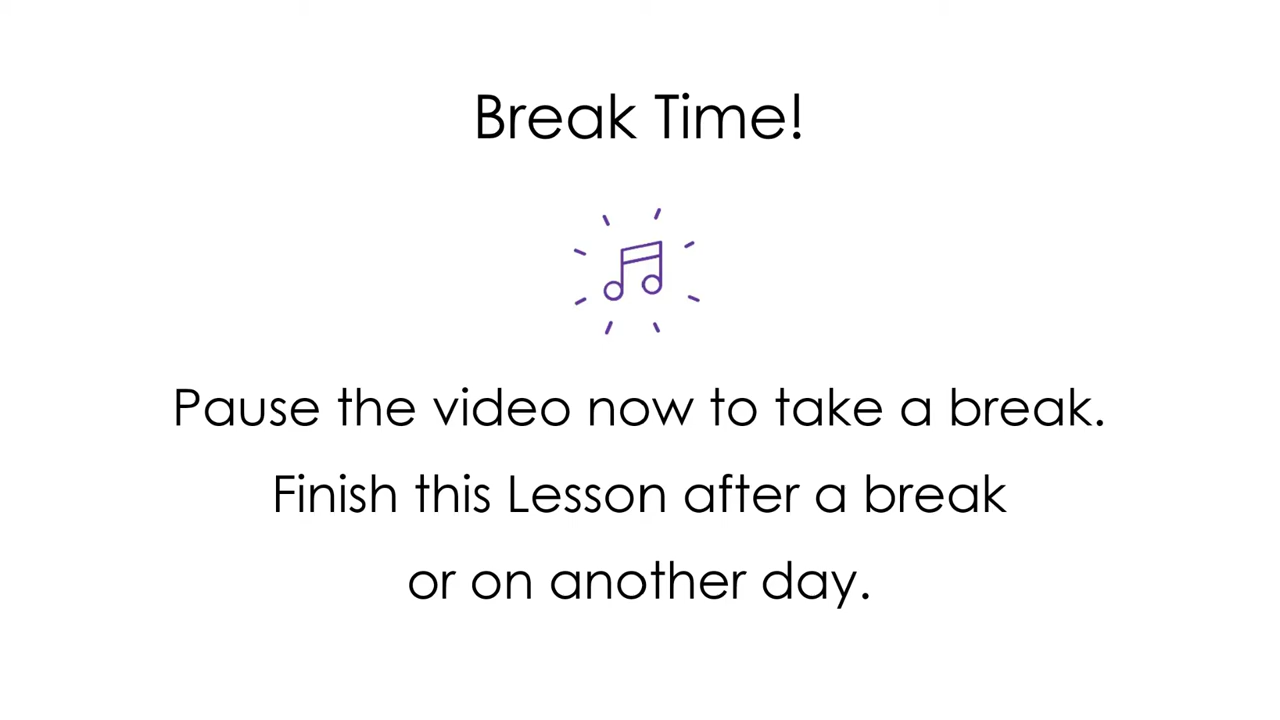 Break Time!
Pause the video now to take a break.
Finish this Lesson after a break
or on another day.